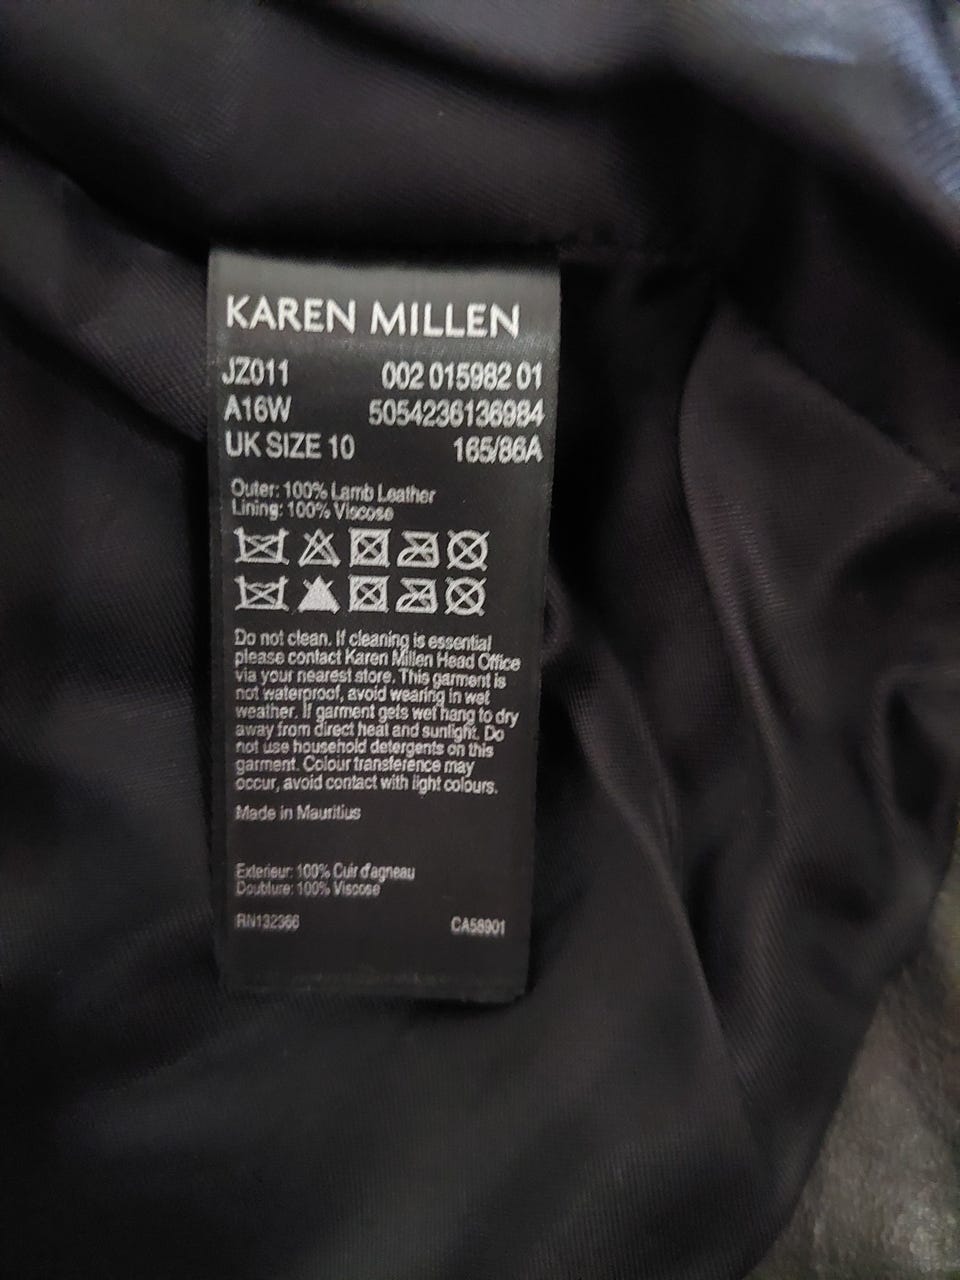 KAREN MILLEN
JZ011 002 015982 01
A16W 5054236136984
UK SIZE 10 165/86A
Outer: 100% Lamb Leather
Lining: 100% Viscose
Do not clean. If cleaning is essential
please contact Karen Millen Head Office
via your nearest store. This garment is
not waterproof, avoid wearing in wet
weather. If garment gets wet hang to dry
away from direct heat and sunlight. Do
not use household detergents on this
garment. Colour transference may
occur, avoid contact with light colours.
Made in Mauritius
Exterieur: 100% Cuir d'agneau
Doublure: 100% Viscose
RN132366 CA58901